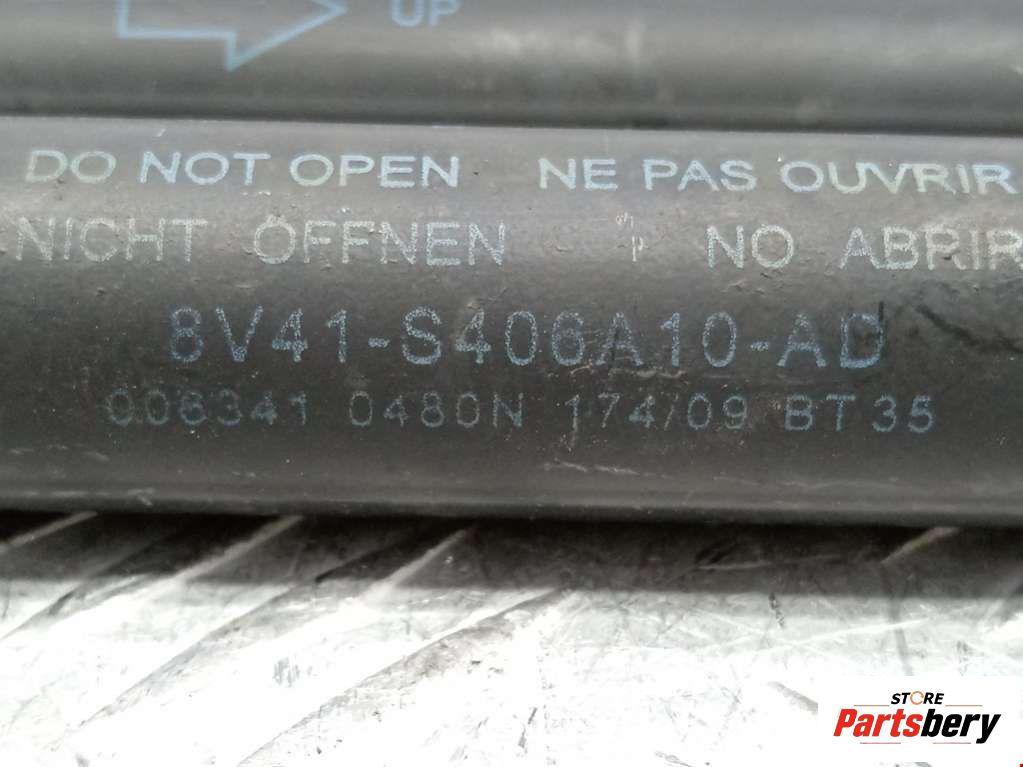 UP
DO NOT OPEN NE PAS OUVRIR
NICHT ÖFFNEN NO ABRIR
8V41-S406A10-AD
006341 0480N 174/09 BT35
STORE
Partsbery